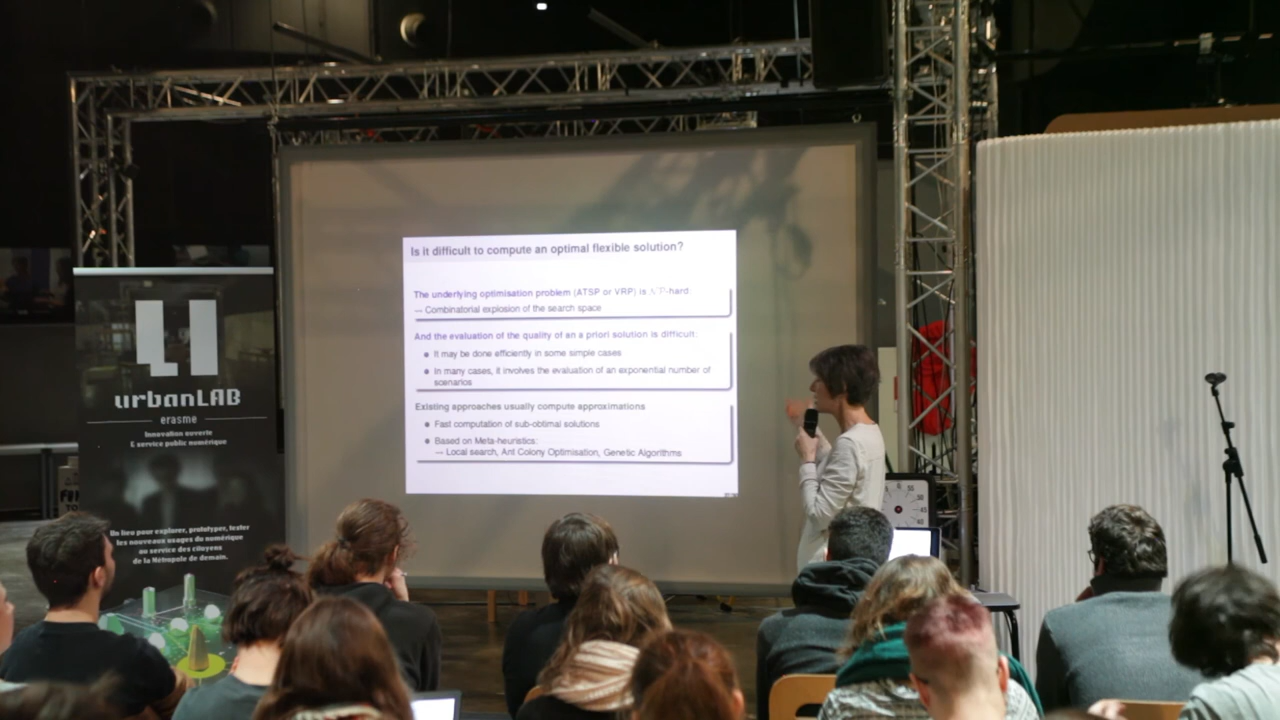 Is it difficult to compute an optimal flexible solution?
The underlying optimisation problem (ATSP or VRP) is NP-hard
Combinatorial explosion of the search space
And the evaluation of the quality of an a priori solution is difficult:
It may be done efficiently in some simple cases
In many cases, it involves the evaluation of an exponential number of
scenarios
Existing approaches usually compute approximations
Fast computation of sub-optimal solutions
Based on Meta-heuristics:
Local search, Ant Colony Optimisation, Genetic Algorithms
urbanLAB
erasme
Innovation ouverte
& service public numérique
Un lieu pour explorer, prototyper, tester
les nouveaux usages du numérique
au service des citoyens
de la Métropole de demain.
55
50
45
40